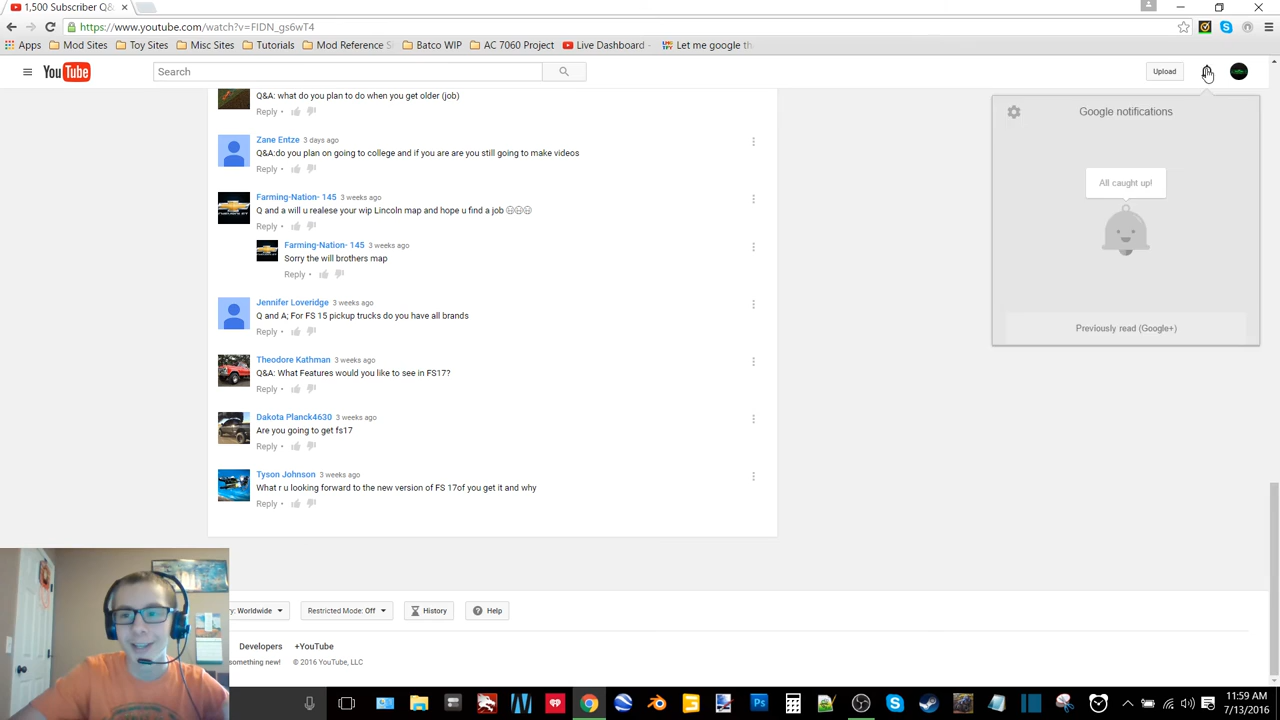 1,500 Subscriber Q&
https://www.youtube.com/watch?v=FIDN_gs6wT4
Apps Mod Sites Toy Sites Misc Sites Tutorials Mod Reference Batco WIP AC 7060 Project Live Dashboard Let me google th
YouTube Search Upload
Google notifications
All caught up!
Previously read (Google+)
Q&A: what do you plan to do when you get older (job)
Reply •
Zane Entze 3 days ago
Q&A:do you plan on going to college and if you are are you still going to make videos
Reply •
Farming-Nation- 145 3 weeks ago
Q and a will u realese your wip Lincoln map and hope u find a job
Reply •
Farming-Nation- 145 3 weeks ago
Sorry the will brothers map
Reply •
Jennifer Loveridge 3 weeks ago
Q and A; For FS 15 pickup trucks do you have all brands
Reply •
Theodore Kathman 3 weeks ago
Q&A: What Features would you like to see in FS17?
Reply •
Dakota Planck4630 3 weeks ago
Are you going to get fs17
Reply •
Tyson Johnson 3 weeks ago
What r u looking forward to the new version of FS 17of you get it and why
Reply •
ry: Worldwide Restricted Mode: Off History Help
Developers +YouTube
something new! © 2016 YouTube, LLC
11:59 AM
7/13/2016